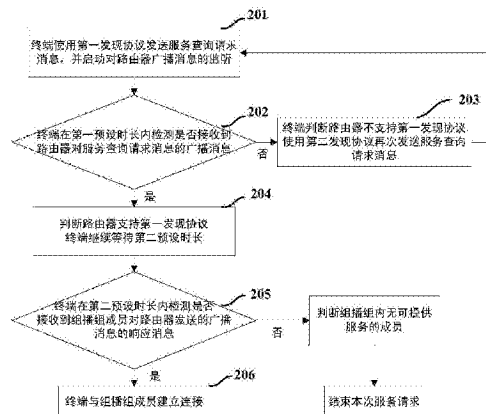 201
终端使用第一发现协议发送服务查询请求
消息，并启动对路由器广播消息的监听
202
终端在第一预设时长内检测是否接收到
路由器对服务查询请求消息的广播消息
203
终端判断路由器不支持第一发现协议，
使用第二发现协议再次发送服务查询
请求消息
否
是
204
判断路由器支持第一发现协议
终端继续等待第二预设时长
205
终端在第二预设时长内检测是否
接收到组播组成员对路由器发送的广播
消息的响应消息
否
判断组播组内无可提供
服务的成员
是
206
终端与组播组成员建立连接
结束本次服务请求